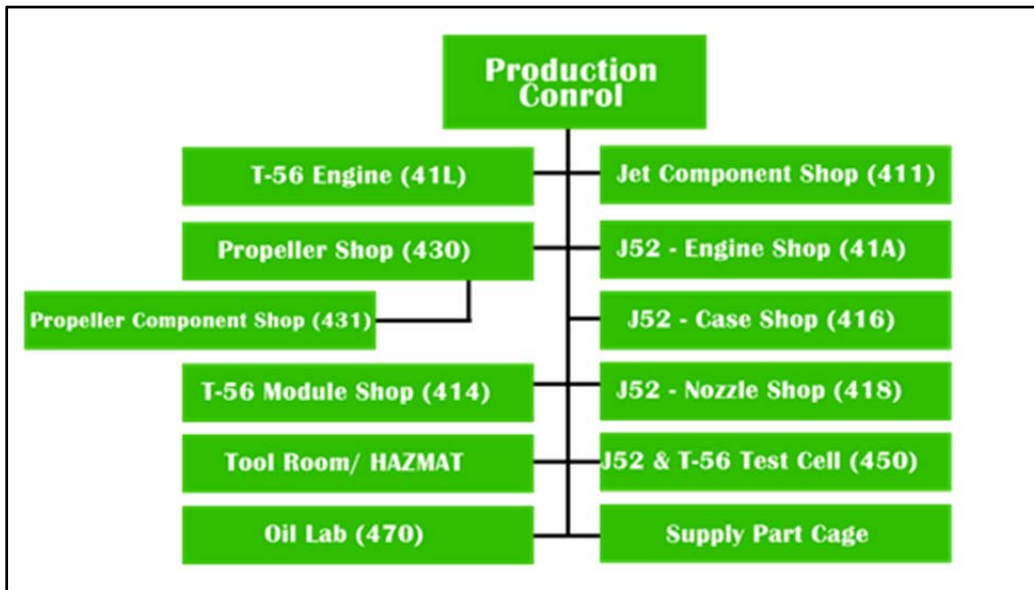 Production
Conrol
T-56 Engine (41L)
Jet Component Shop (411)
Propeller Shop (430)
J52 - Engine Shop (41A)
Propeller Component Shop (431)
J52 - Case Shop (416)
T-56 Module Shop (414)
J52 - Nozzle Shop (418)
Tool Room/ HAZMAT
J52 & T-56 Test Cell (450)
Oil Lab (470)
Supply Part Cage